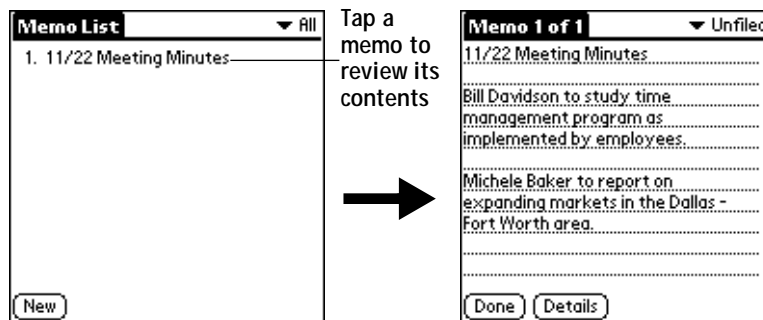 Memo List
All
1. 11/22 Meeting Minutes
New
Tap a
memo to
review its
contents
Memo 1 of 1
Unfiled
11/22 Meeting Minutes
Bill Davidson to study time
management program as
implemented by employees.
Michele Baker to report on
expanding markets in the Dallas -
Fort Worth area.
Done
Details